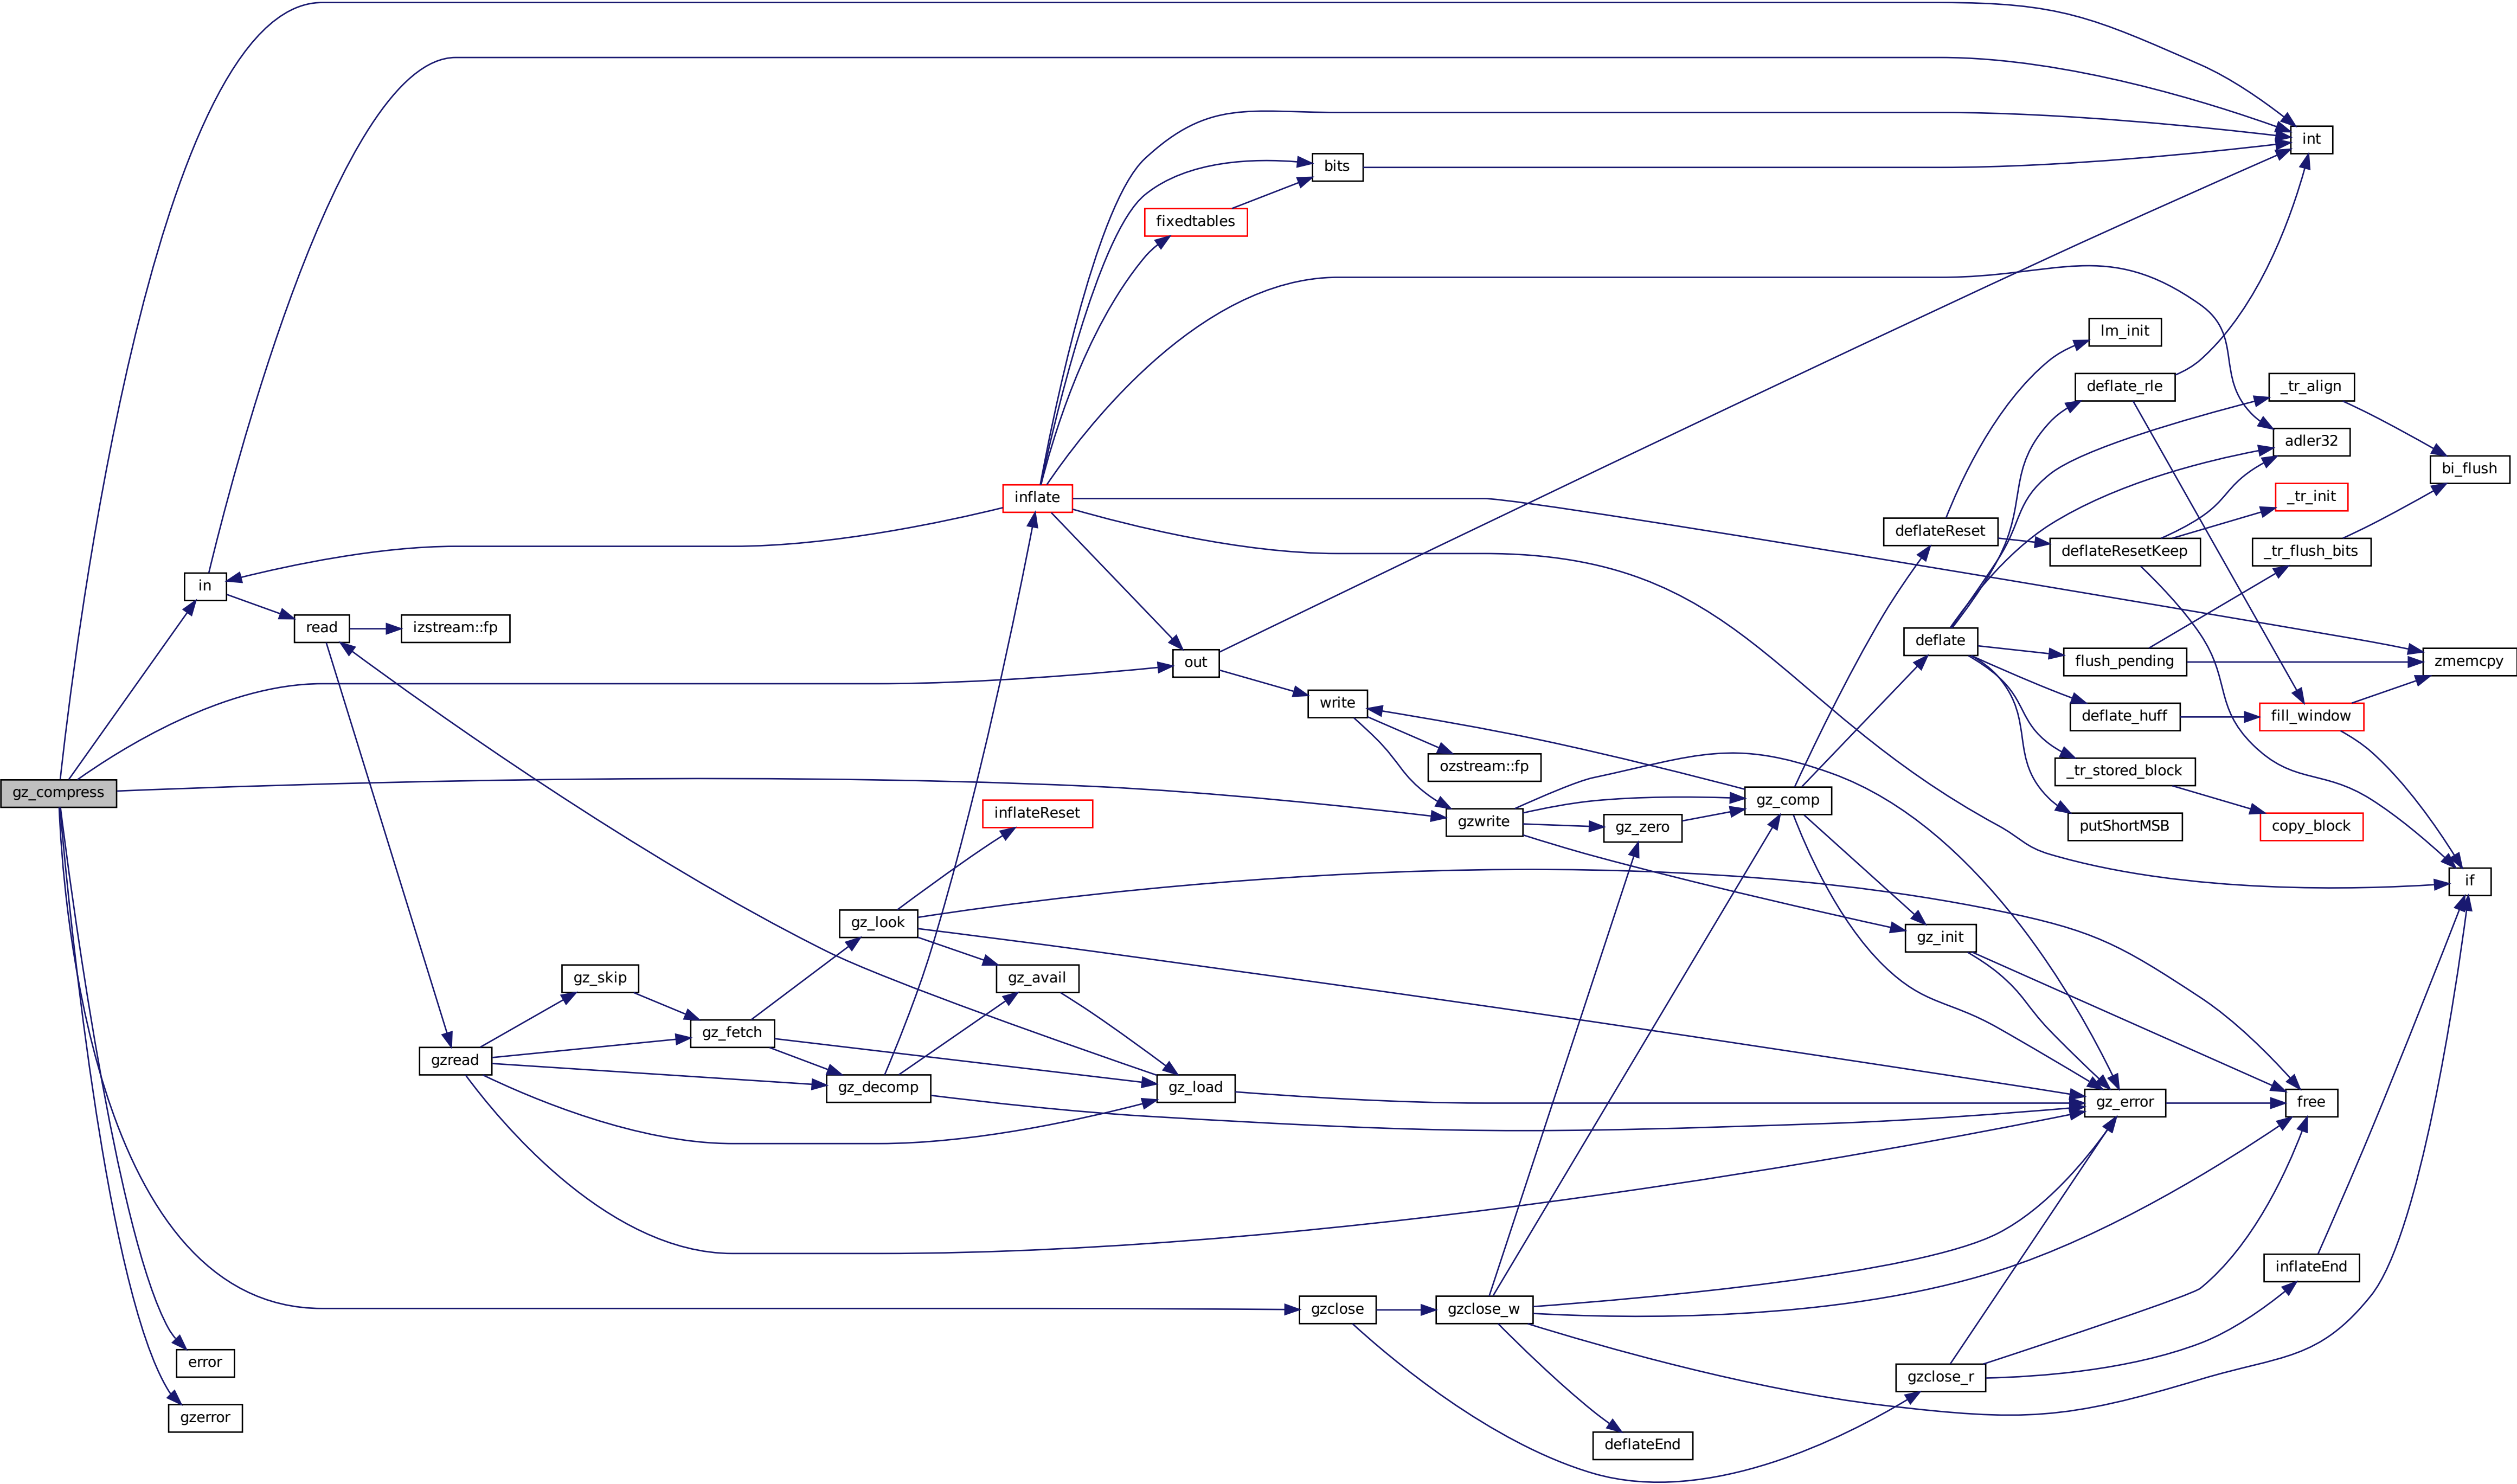 int
bits
fixedtables
lm_init
deflate_rle
_tr_align
adler32
bi_flush
inflate
_tr_init
deflateReset
deflateResetKeep
_tr_flush_bits
in
read
izstream::fp
deflate
out
flush_pending
zmemcpy
write
deflate_huff
fill_window
ozstream::fp
_tr_stored_block
gz_compress
gz_comp
inflateReset
gzwrite
gz_zero
putShortMSB
copy_block
if
gz_look
gz_init
gz_skip
gz_avail
gz_fetch
gzread
gz_decomp
gz_load
gz_error
free
inflateEnd
gzclose
gzclose_w
error
gzclose_r
gzerror
deflateEnd